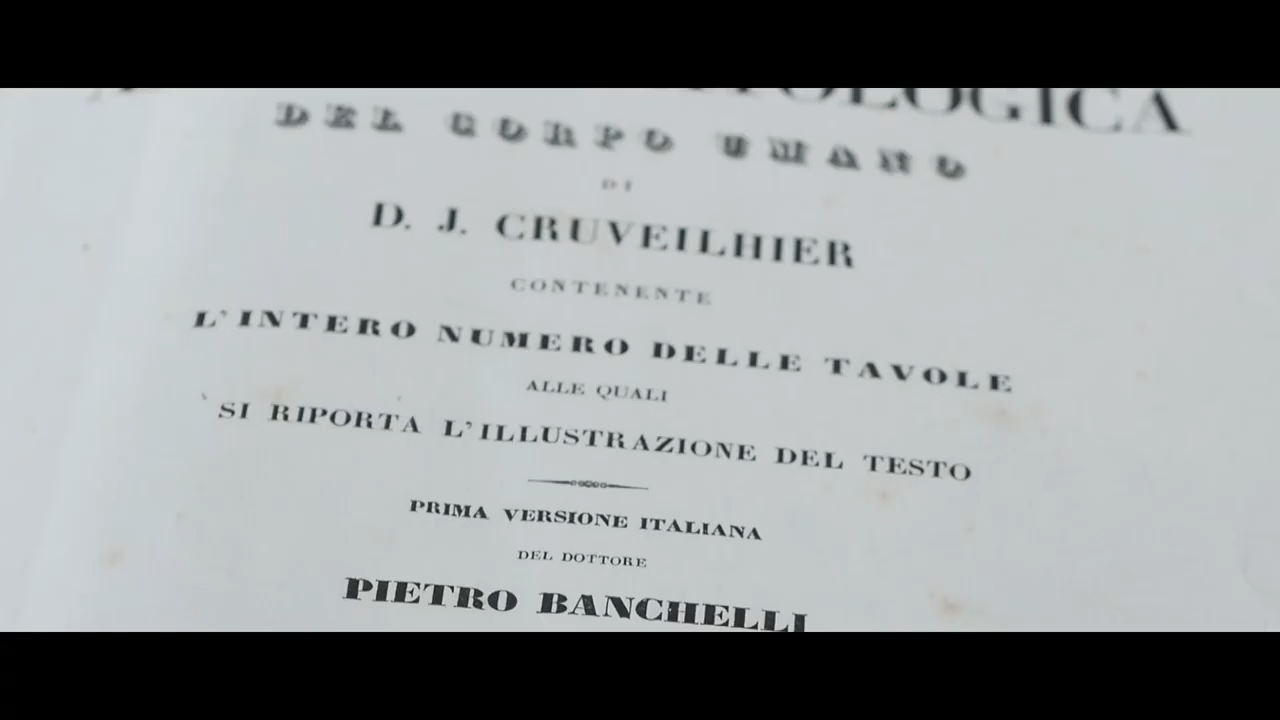 DEL CORPO UMANO
DI
D. J. CRUVEILHIER
CONTENENTE
L'INTERO NUMERO DELLE TAVOLE
ALLE QUALI
SI RIPORTA L'ILLUSTRAZIONE DEL TESTO
PRIMA VERSIONE ITALIANA
DEL DOTTORE
PIETRO BANCHELLI